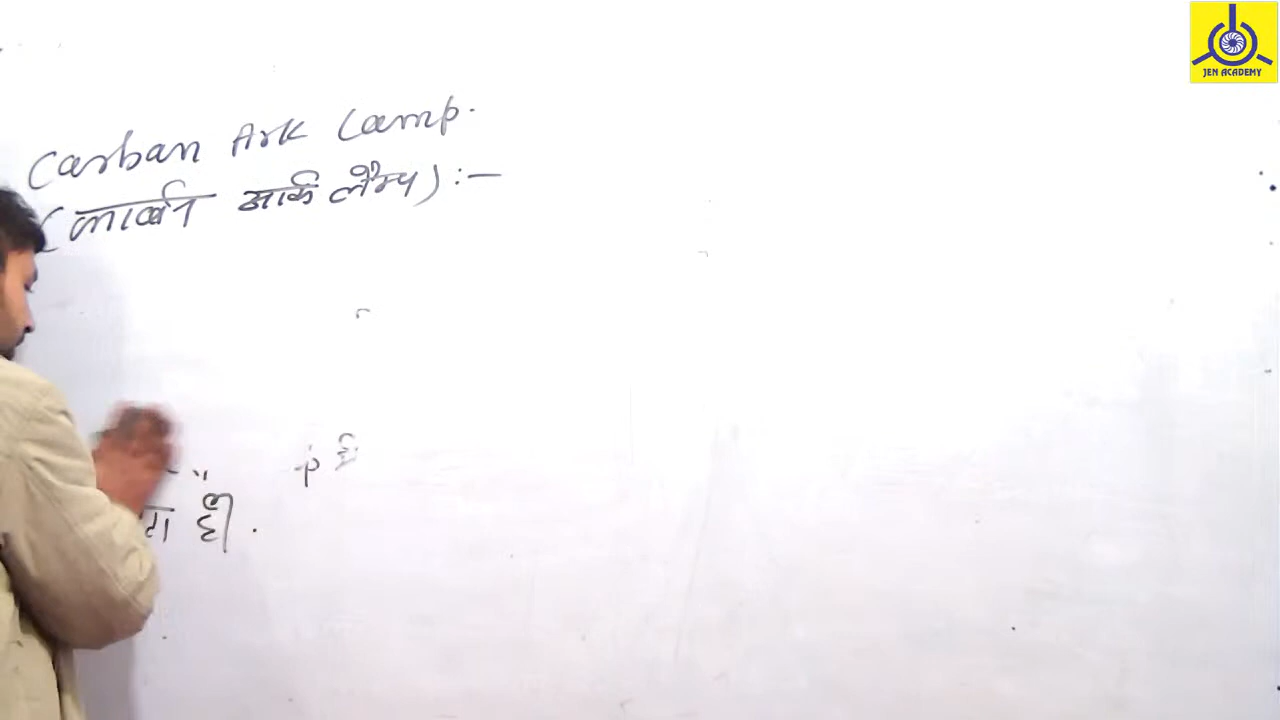 Carban Ark Lamp.
(कार्बन आर्क लैम्प) :-
है.
JEN ACADEMY